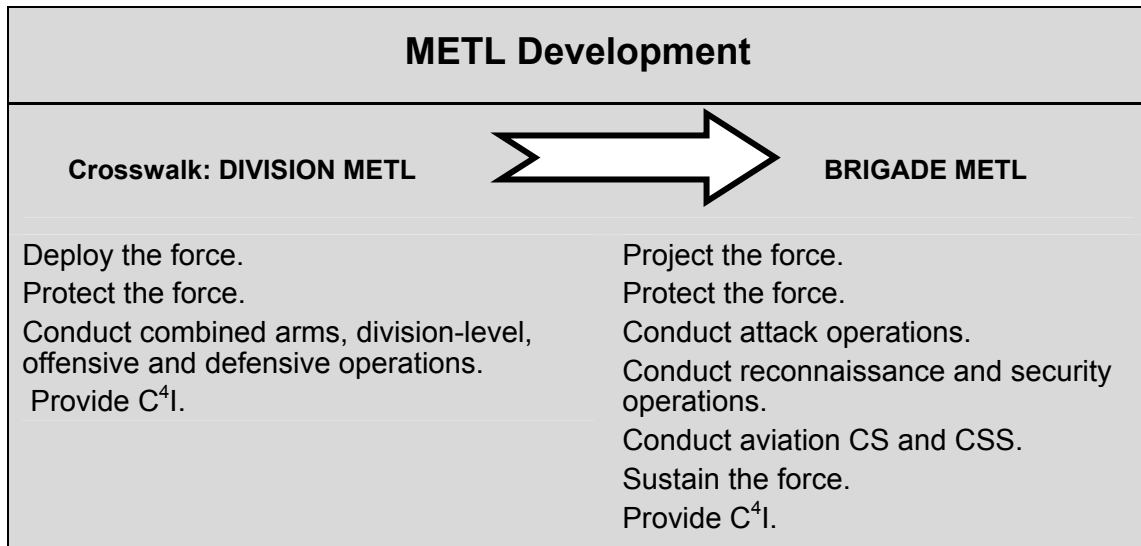 METL Development
Crosswalk: DIVISION METL
BRIGADE METL
Deploy the force.
Protect the force.
Conduct combined arms, division-level,
offensive and defensive operations.
Provide C⁴I.
Project the force.
Protect the force.
Conduct attack operations.
Conduct reconnaissance and security
operations.
Conduct aviation CS and CSS.
Sustain the force.
Provide C⁴I.